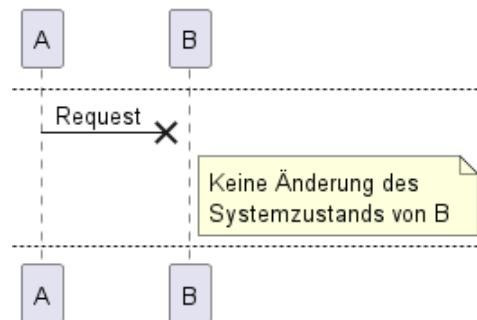 A
B
Request
Keine Änderung des
Systemzustands von B
A
B